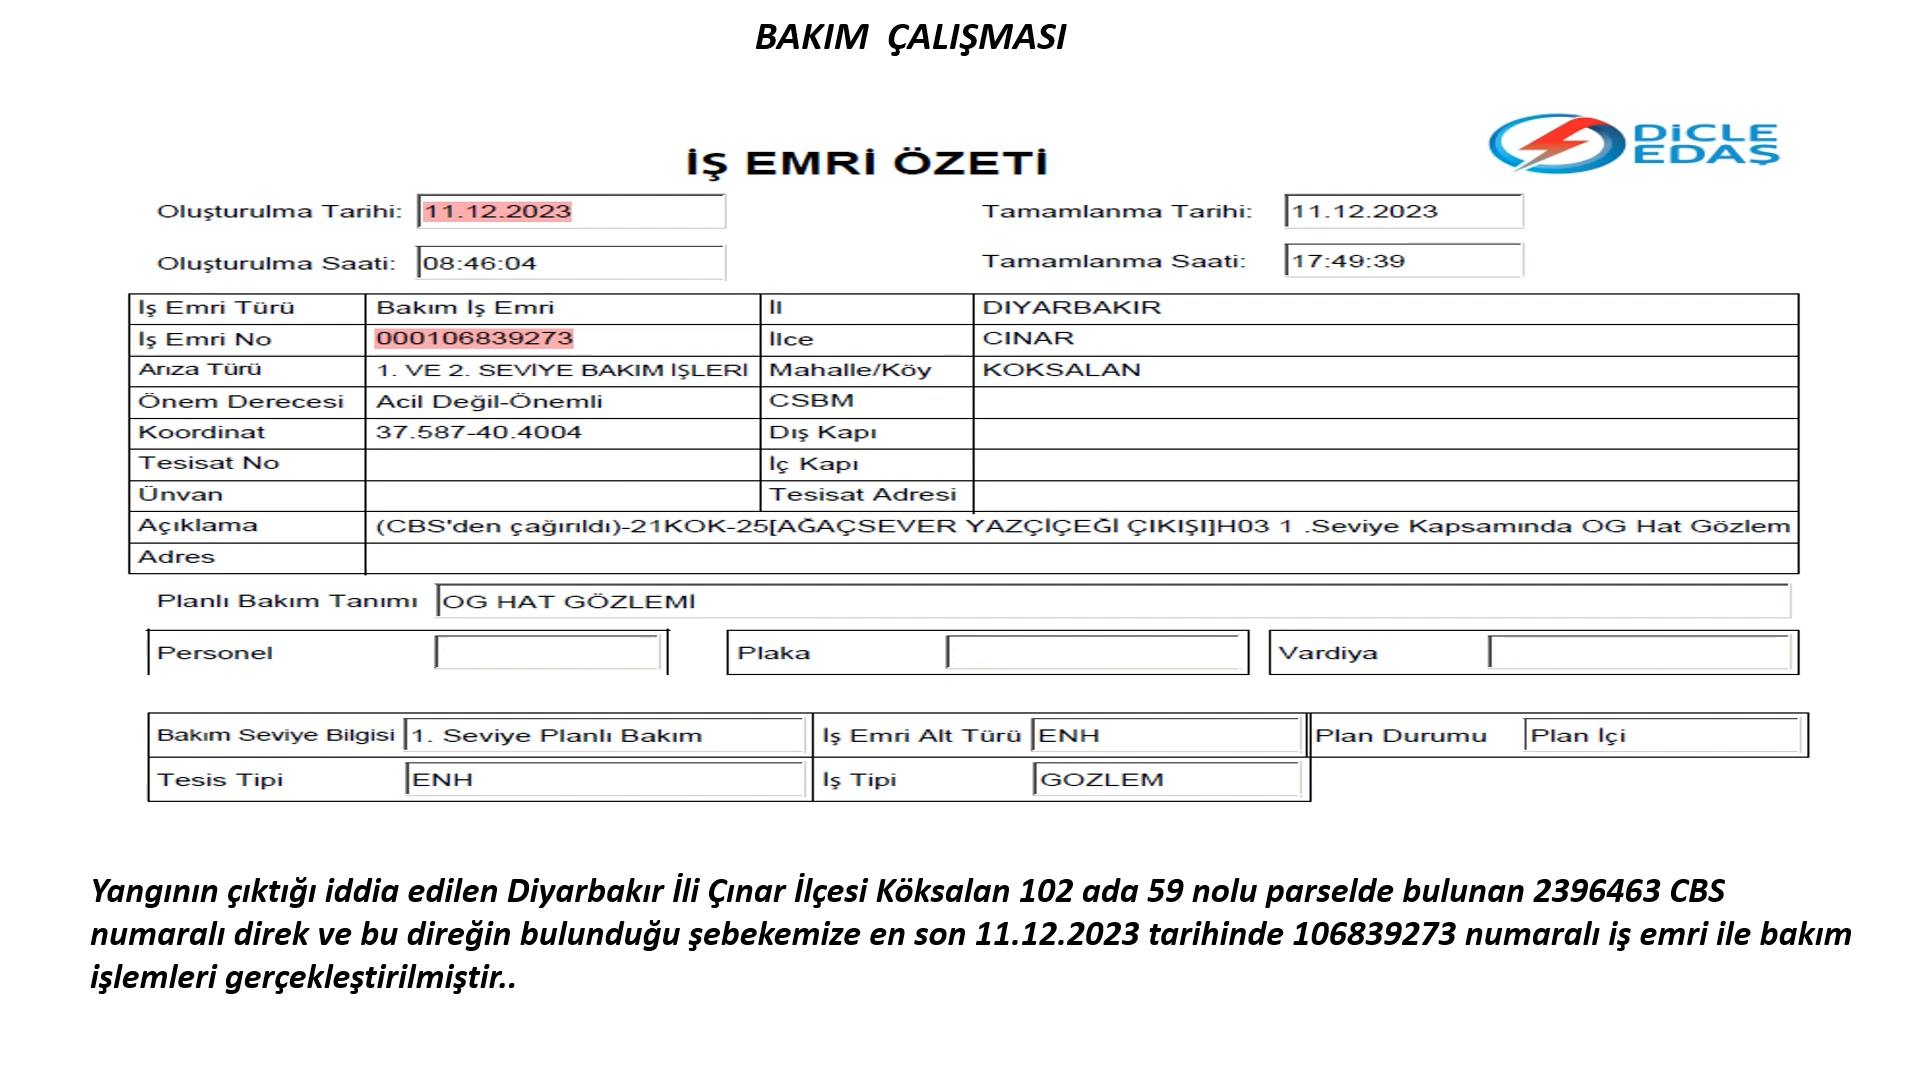 BAKIM ÇALIŞMASI
DİCLE
EDAŞ
İŞ EMRİ ÖZETİ
Oluşturulma Tarihi: 11.12.2023 Tamamlanma Tarihi: 11.12.2023
Oluşturulma Saati: 08:46:04 Tamamlanma Saati: 17:49:39
İş Emri Türü Bakım İş Emri İl DIYARBAKIR
İş Emri No 000106839273 İlce CINAR
Arıza Türü 1. VE 2. SEVİYE BAKIM İŞLERİ Mahalle/Köy KOKSALAN
Önem Derecesi Acil Değil-Önemli CSBM
Koordinat 37.587-40.4004 Dış Kapı
Tesisat No İç Kapı
Ünvan Tesisat Adresi
Açıklama (CBS'den çağırıldı)-21KOK-25[AĞAÇSEVER YAZÇİÇEĞİ ÇIKIŞI]H03 1 .Seviye Kapsamında OG Hat Gözlem
Adres
Planlı Bakım Tanımı OG HAT GÖZLEMİ
Personel Plaka Vardiya
Bakım Seviye Bilgisi 1. Seviye Planlı Bakım İş Emri Alt Türü ENH Plan Durumu Plan İçi
Tesis Tipi ENH İş Tipi GOZLEM
Yangının çıktığı iddia edilen Diyarbakır İli Çınar İlçesi Köksalan 102 ada 59 nolu parselde bulunan 2396463 CBS
numaralı direk ve bu direğin bulunduğu şebekemize en son 11.12.2023 tarihinde 106839273 numaralı iş emri ile bakım
işlemleri gerçekleştirilmiştir..